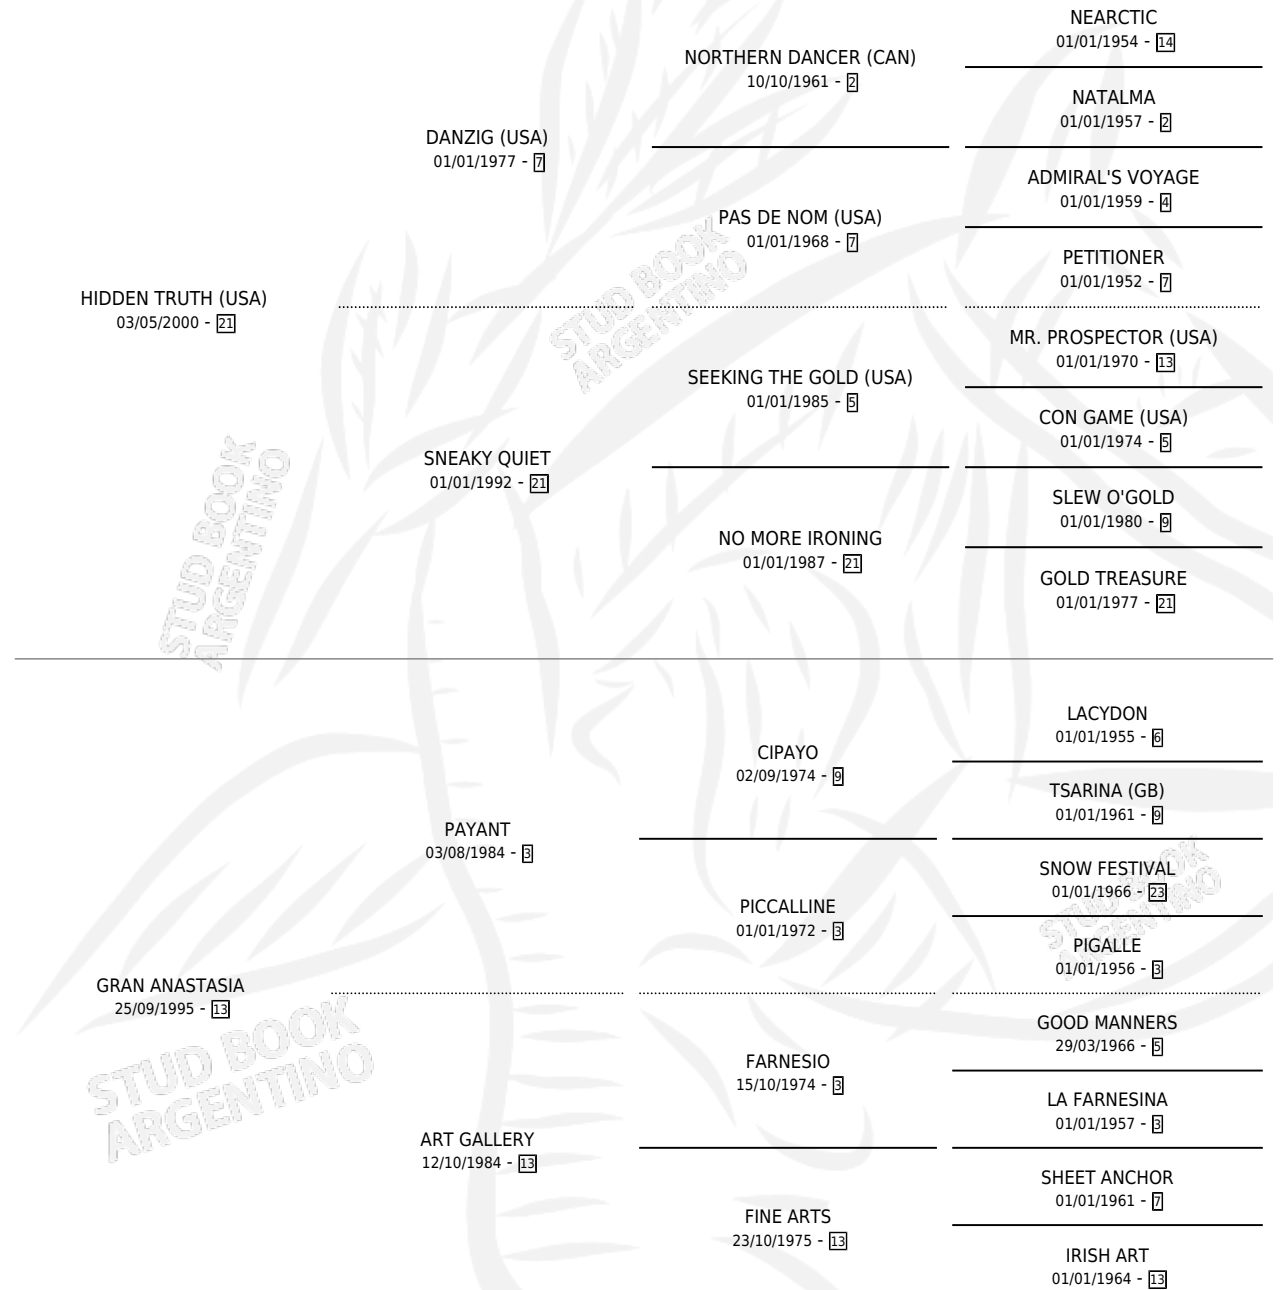 NEARCTIC
01/01/1954 - 14
NORTHERN DANCER (CAN)
10/10/1961 - 2
NATALMA
01/01/1957 - 2
DANZIG (USA)
01/01/1977 - 7
ADMIRAL'S VOYAGE
01/01/1959 - 4
PAS DE NOM (USA)
01/01/1968 - 7
PETITIONER
01/01/1952 - 7
HIDDEN TRUTH (USA)
03/05/2000 - 21
STUD BOOK
ARGENTINO
MR. PROSPECTOR (USA)
01/01/1970 - 13
SEEKING THE GOLD (USA)
01/01/1985 - 5
CON GAME (USA)
01/01/1974 - 5
SNEAKY QUIET
01/01/1992 - 21
SLEW O'GOLD
01/01/1980 - 9
NO MORE IRONING
01/01/1987 - 21
GOLD TREASURE
01/01/1977 - 21
STUD BOOK
ARGENTINO
LACYDON
01/01/1955 - 6
CIPAYO
02/09/1974 - 9
TSARINA (GB)
01/01/1961 - 9
PAYANT
03/08/1984 - 3
SNOW FESTIVAL
01/01/1966 - 23
PICCALLINE
01/01/1972 - 3
STUD BOOK
ARGENTINO
PIGALLE
01/01/1956 - 3
GRAN ANASTASIA
25/09/1995 - 13
GOOD MANNERS
29/03/1966 - 5
FARNESIO
15/10/1974 - 3
STUD BOOK
ARGENTINO
LA FARNESINA
01/01/1957 - 3
ART GALLERY
12/10/1984 - 13
SHEET ANCHOR
01/01/1961 - 7
FINE ARTS
23/10/1975 - 13
IRISH ART
01/01/1964 - 13